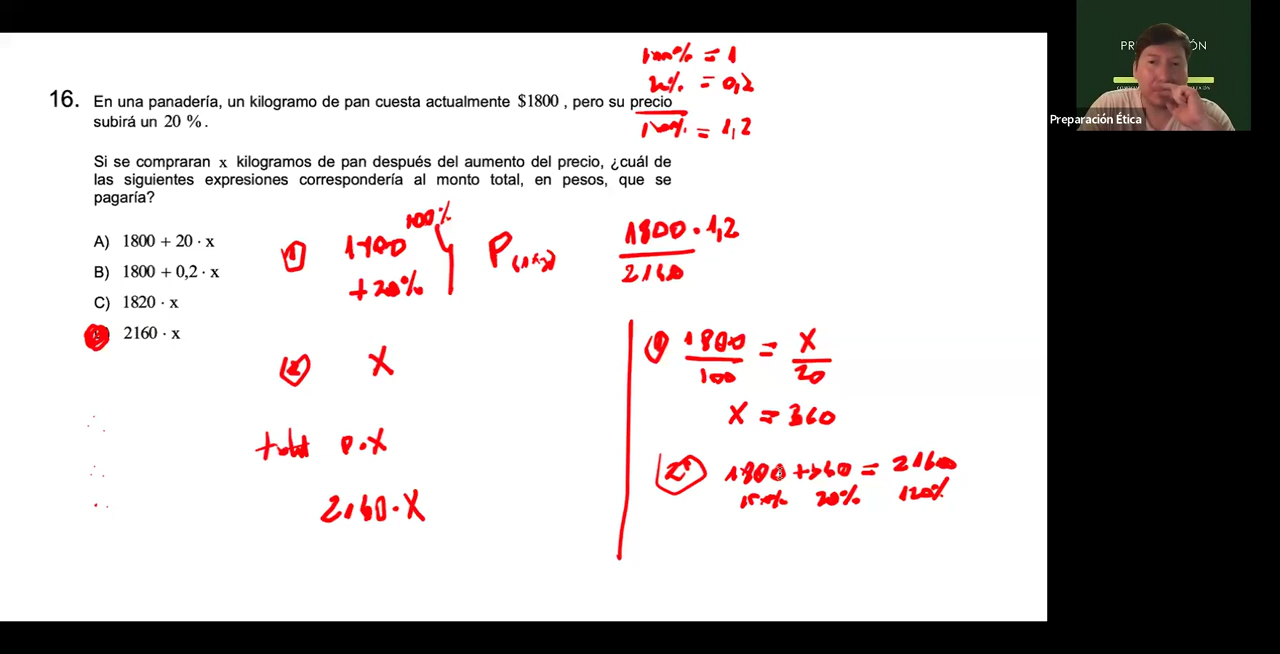 100% = 1
20% = 0,2
120% = 1,2
16. En una panadería, un kilogramo de pan cuesta actualmente $1800 , pero su precio
subirá un 20 % .
Si se compraran x kilogramos de pan después del aumento del precio, ¿cuál de
las siguientes expresiones correspondería al monto total, en pesos, que se
pagaría?
A) 1800 + 20 · x
B) 1800 + 0,2 · x
C) 1820 · x
2160 · x
1 1800 100%
+20%
P
1800 · 1,2
2160
2 x
total P·x
2160·x
1 1800/100 = x/20
x = 360
2 1800 + 360 = 2160
100% 20% 120%
Preparación Ética